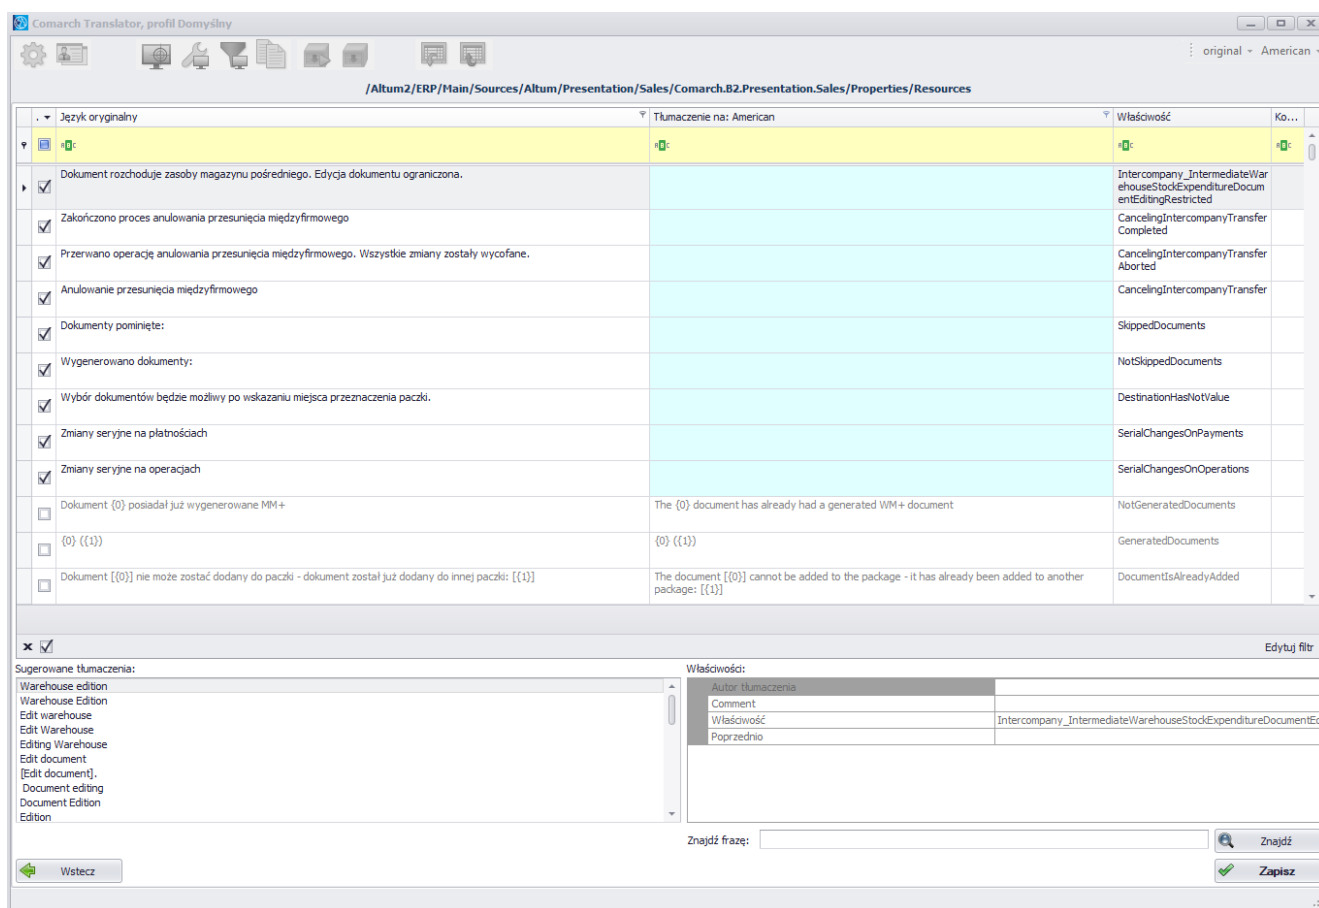 Comarch Translator, profil Domyślny
original American
/Altum2/ERP/Main/Sources/Altum/Presentation/Sales/Comarch.B2.Presentation.Sales/Properties/Resources
. Język oryginalny Tłumaczenie na: American Właściwość Ko...
Dokument rozchoduje zasoby magazynu pośredniego. Edycja dokumentu ograniczona. Intercompany_IntermediateWar
ehouseStockExpenditureDocum
entEditingRestricted
Zakończono proces anulowania przesunięcia międzyfirmowego CancelingIntercompanyTransfer
Completed
Przerwano operację anulowania przesunięcia międzyfirmowego. Wszystkie zmiany zostały wycofane. CancelingIntercompanyTransfer
Aborted
Anulowanie przesunięcia międzyfirmowego CancelingIntercompanyTransfer
Dokumenty pominięte: SkippedDocuments
Wygenerowano dokumenty: NotSkippedDocuments
Wybór dokumentów będzie możliwy po wskazaniu miejsca przeznaczenia paczki. DestinationHasNotValue
Zmiany seryjne na płatnościach SerialChangesOnPayments
Zmiany seryjne na operacjach SerialChangesOnOperations
Dokument {0} posiadał już wygenerowane MM+ The {0} document has already had a generated WM+ document NotGeneratedDocuments
{0} ({1}) {0} ({1}) GeneratedDocuments
Dokument [{0}] nie może zostać dodany do paczki - dokument został już dodany do innej paczki: [{1}] The document [{0}] cannot be added to the package - it has already been added to another DocumentIsAlreadyAdded
package: [{1}]
Edytuj filtr
Sugerowane tłumaczenia: Właściwości:
Warehouse edition Autor tłumaczenia
Warehouse Edition Comment
Edit warehouse Właściwość Intercompany_IntermediateWarehouseStockExpenditureDocumentEd
Edit Warehouse Poprzednio
Editing Warehouse
Edit document
[Edit document].
Document editing
Document Edition
Edition
Znajdź frazę: Znajdź
Wstecz Zapisz